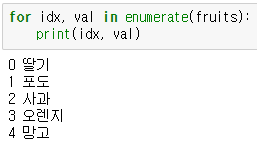 for idx, val in enumerate(fruits):
    print(idx, val)
0 딸기
1 포도
2 사과
3 오렌지
4 망고